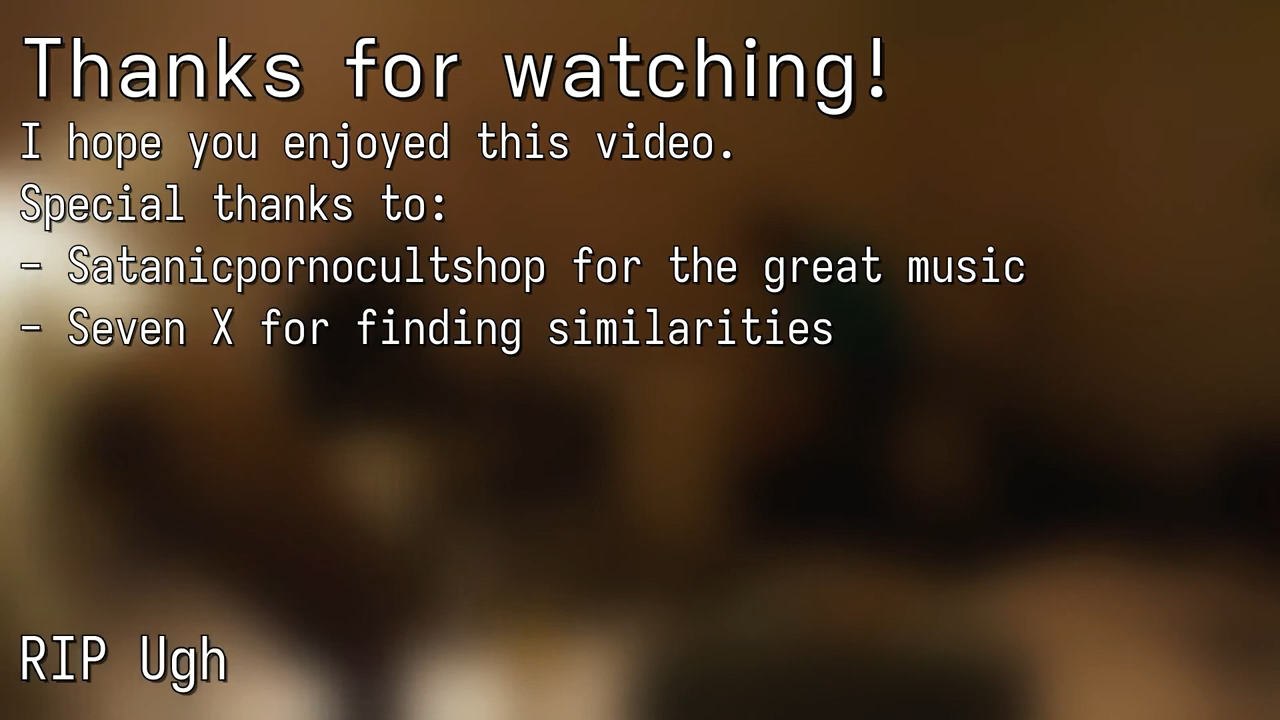 Thanks for watching!
I hope you enjoyed this video.
Special thanks to:
- Satanicpornocultshop for the great music
- Seven X for finding similarities
RIP Ugh